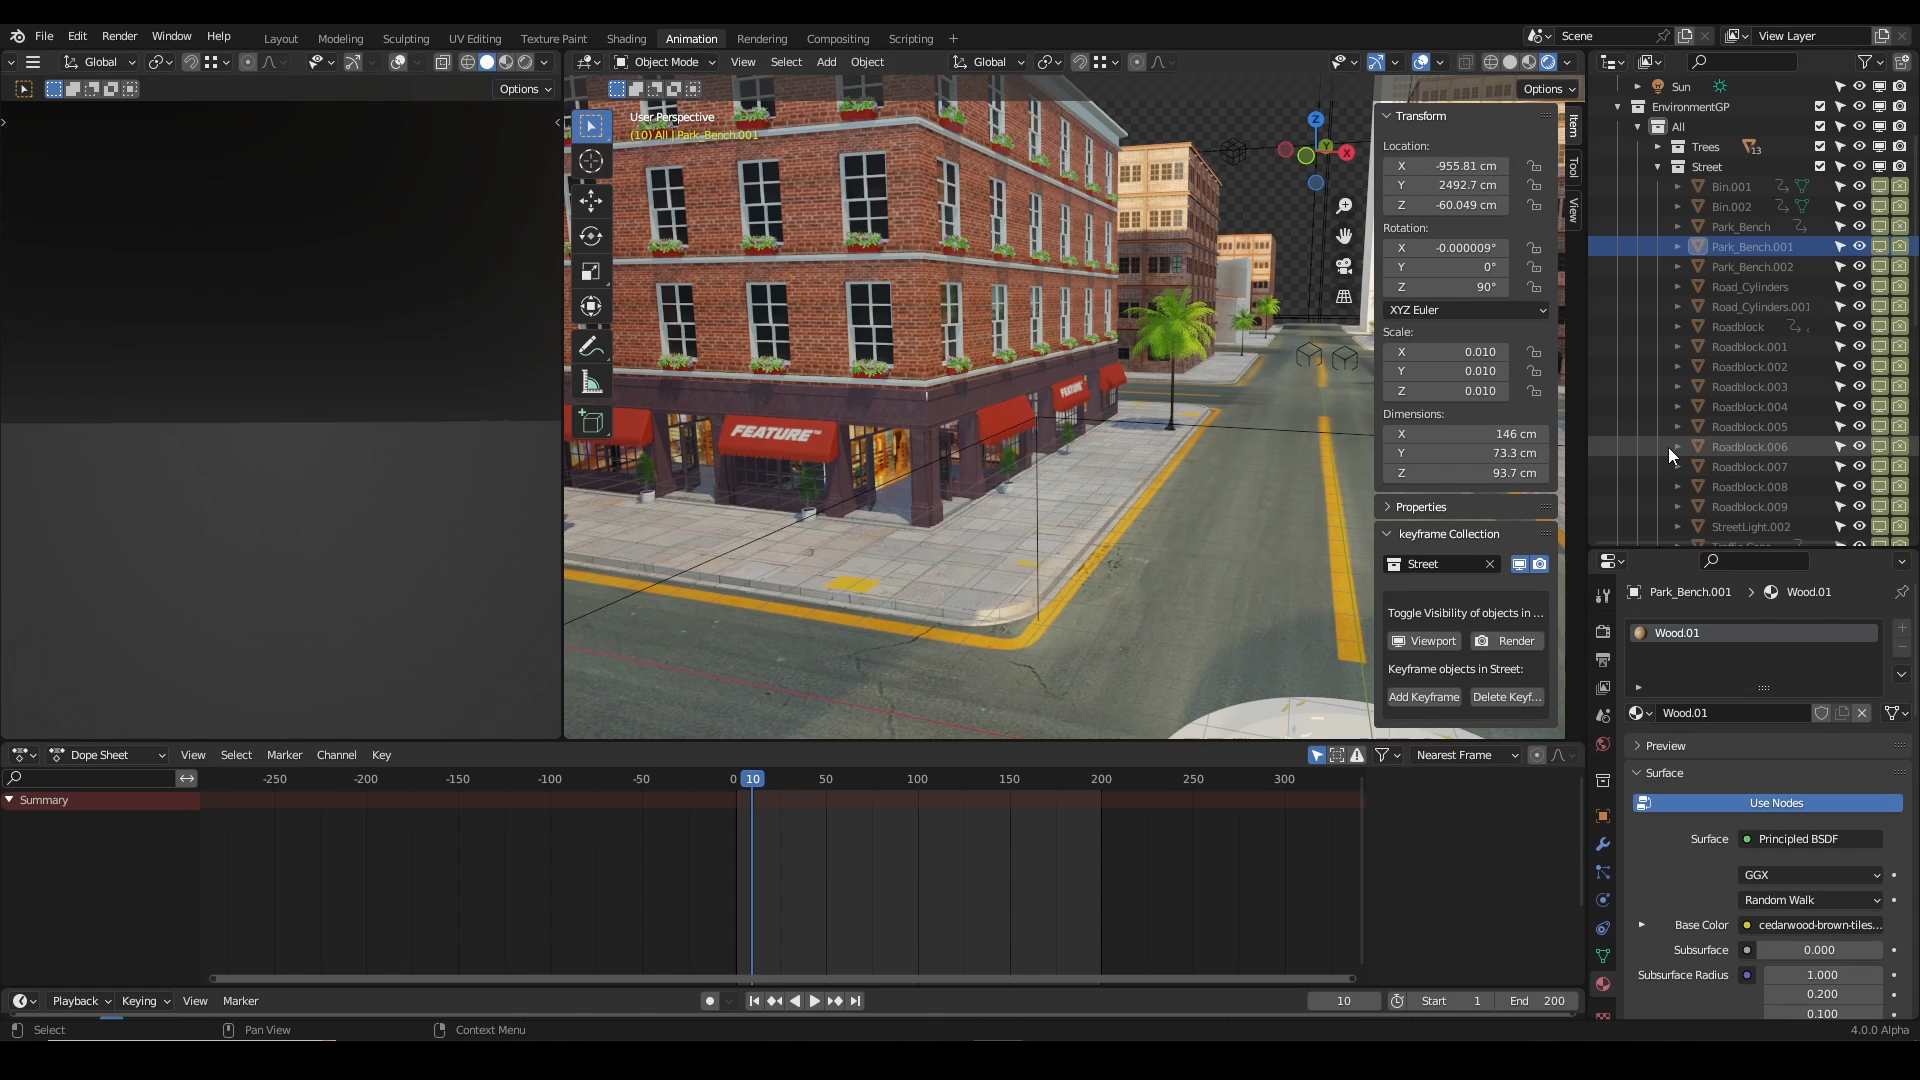 File Edit Render Window Help Layout Modeling Sculpting UV Editing Texture Paint Shading Animation Rendering Compositing Scripting Scene View Layer
Global Object Mode View Select Add Object Global
Options Options
User Perspective
(10) All | Park_Bench.001
FEATURE™
FEATURE
Z
Y
X
Item
Tool
View
Transform
Location:
X -955.81 cm
Y 2492.7 cm
Z -60.049 cm
Rotation:
X -0.000009°
Y 0°
Z 90°
XYZ Euler
Scale:
X 0.010
Y 0.010
Z 0.010
Dimensions:
X 146 cm
Y 73.3 cm
Z 93.7 cm
Properties
keyframe Collection
Street
Toggle Visibility of objects in ...
Viewport Render
Keyframe objects in Street:
Add Keyframe Delete Keyf...
Sun
EnvironmentGP
All
Trees 13
Street
Bin.001
Bin.002
Park_Bench
Park_Bench.001
Park_Bench.002
Road_Cylinders
Road_Cylinders.001
Roadblock
Roadblock.001
Roadblock.002
Roadblock.003
Roadblock.004
Roadblock.005
Roadblock.006
Roadblock.007
Roadblock.008
Roadblock.009
StreetLight.002
Park_Bench.001 Wood.01
Wood.01
Wood.01
Preview
Surface
Use Nodes
Surface Principled BSDF
GGX
Random Walk
Base Color cedarwood-brown-tiles...
Subsurface 0.000
Subsurface Radius 1.000
0.200
0.100
Dope Sheet View Select Marker Channel Key Nearest Frame
-250 -200 -150 -100 -50 0 10 50 100 150 200 250 300
Summary
Playback Keying View Marker 10 Start 1 End 200
Select Pan View Context Menu 4.0.0 Alpha